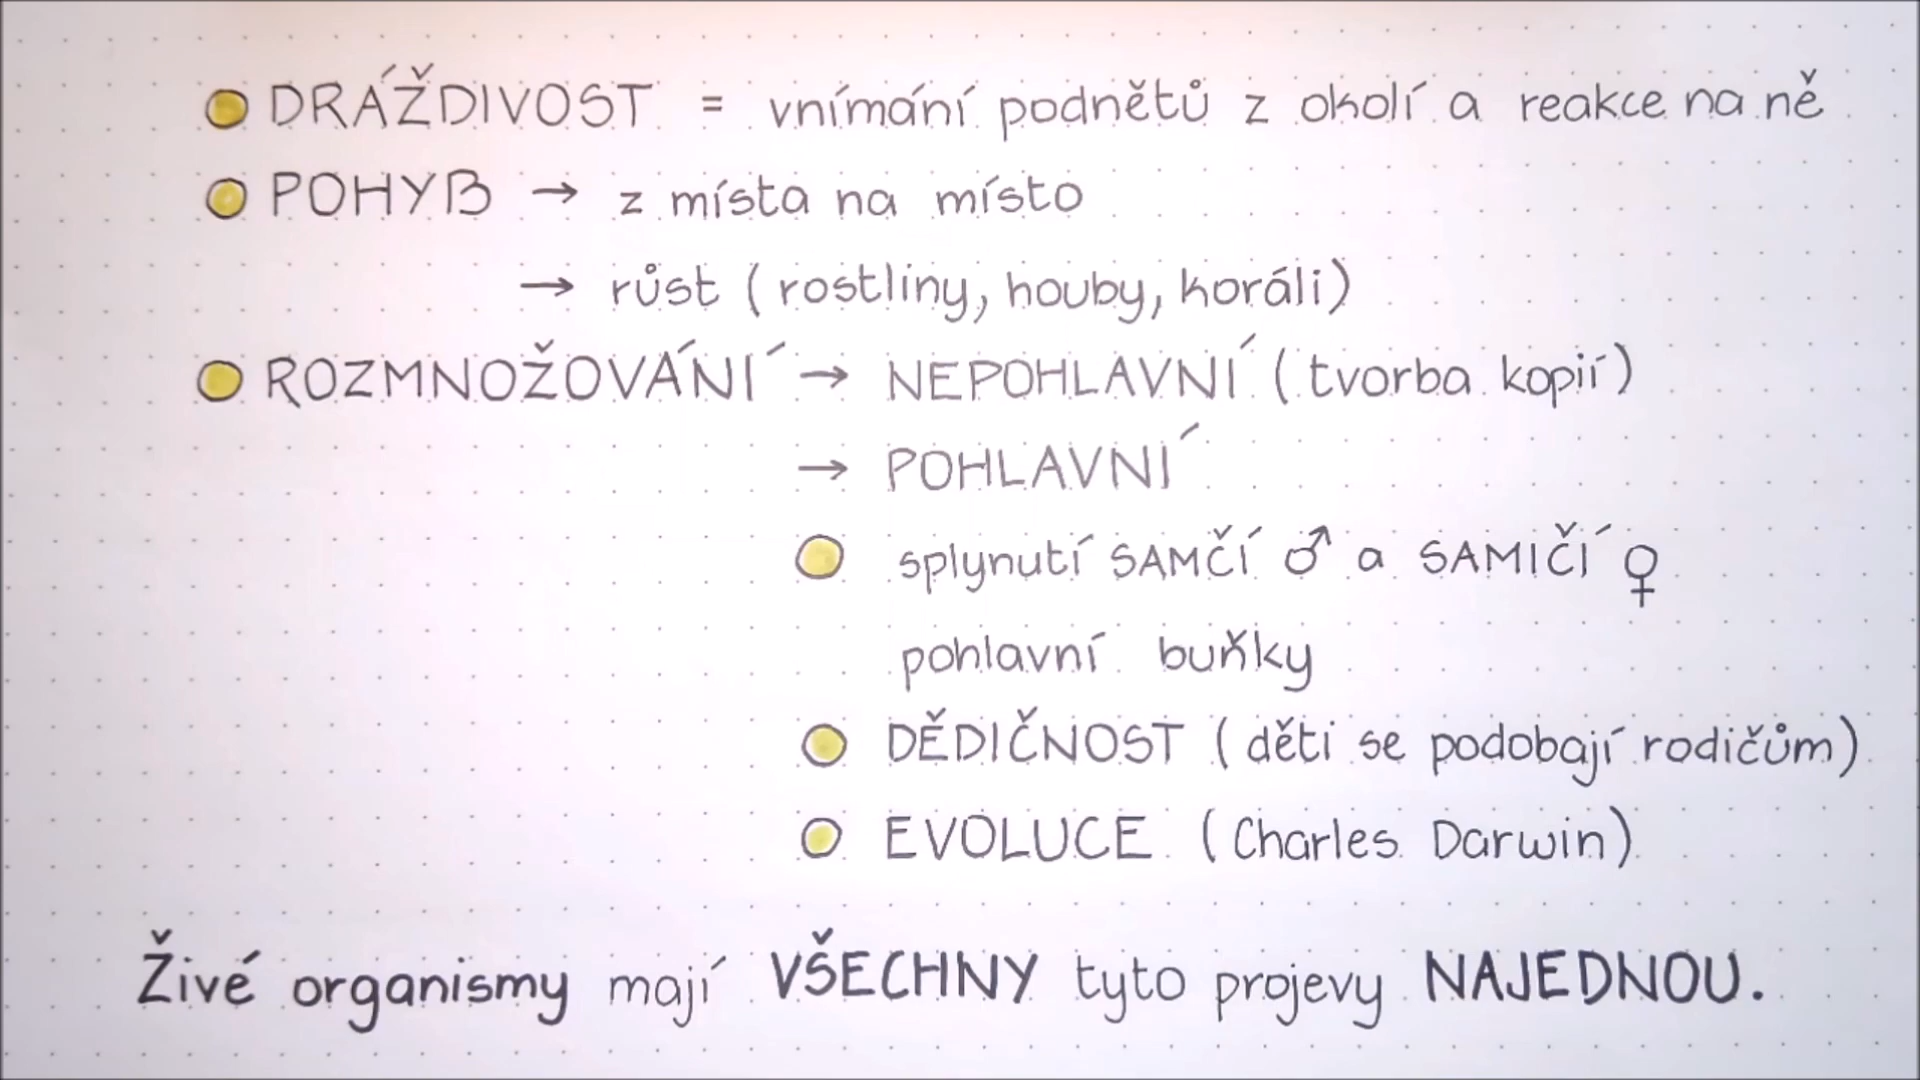 DRÁŽDIVOST = vnímání podnětů z okolí a reakce na ně
POHYB → z místa na místo
→ růst (rostliny, houby, koráli)
ROZMNOŽOVÁNÍ → NEPOHLAVNÍ (tvorba kopií)
→ POHLAVNÍ
splynutí SAMČÍ ♂ a SAMIČÍ ♀
pohlavní buňky
DĚDIČNOST (děti se podobají rodičům)
EVOLUCE (Charles Darwin)
Živé organismy mají VŠECHNY tyto projevy NAJEDNOU.